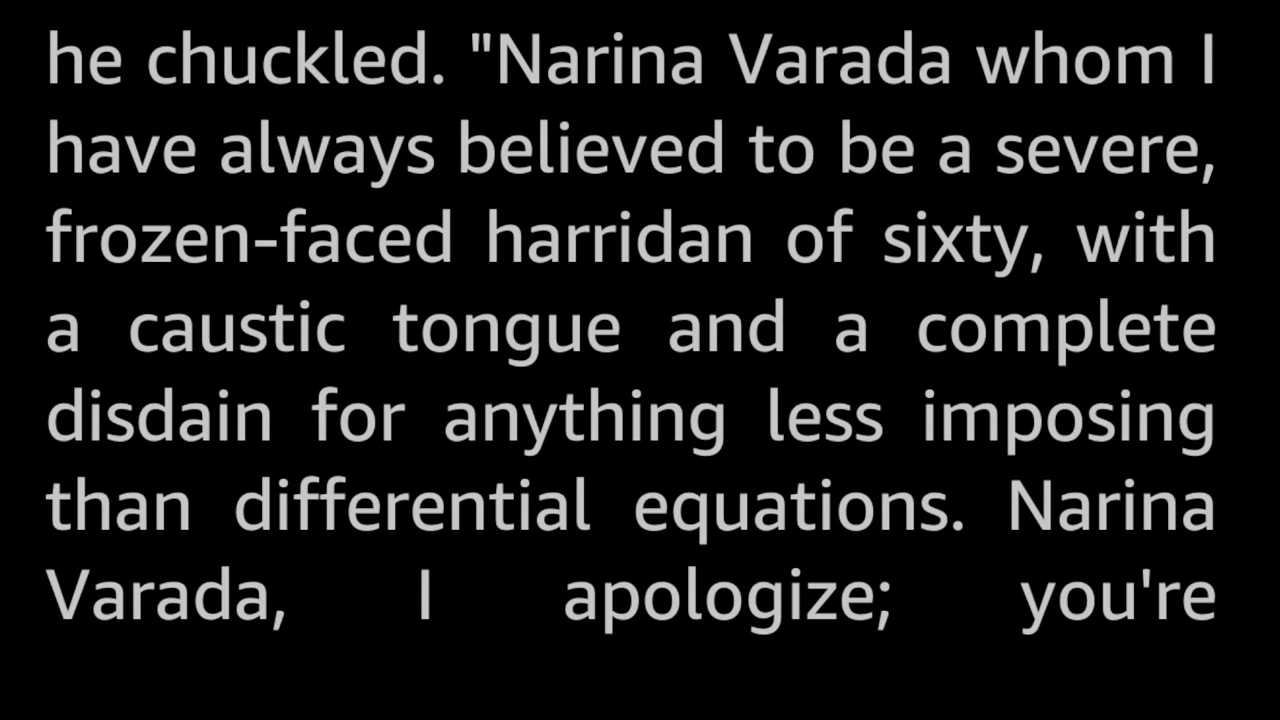 he chuckled. "Narina Varada whom I
have always believed to be a severe,
frozen-faced harridan of sixty, with
a caustic tongue and a complete
disdain for anything less imposing
than differential equations. Narina
Varada, I apologize; you're